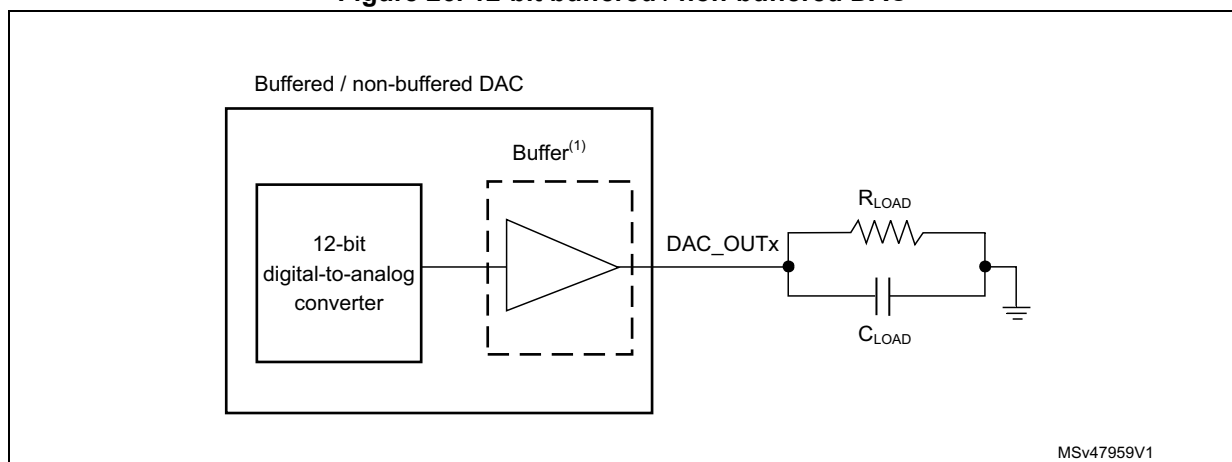 Figure 26. 12-bit buffered / non-buffered DAC
Buffered / non-buffered DAC
Buffer(1)
12-bit
digital-to-analog
converter
DAC_OUTx
RLOAD
CLOAD
MSv47959V1